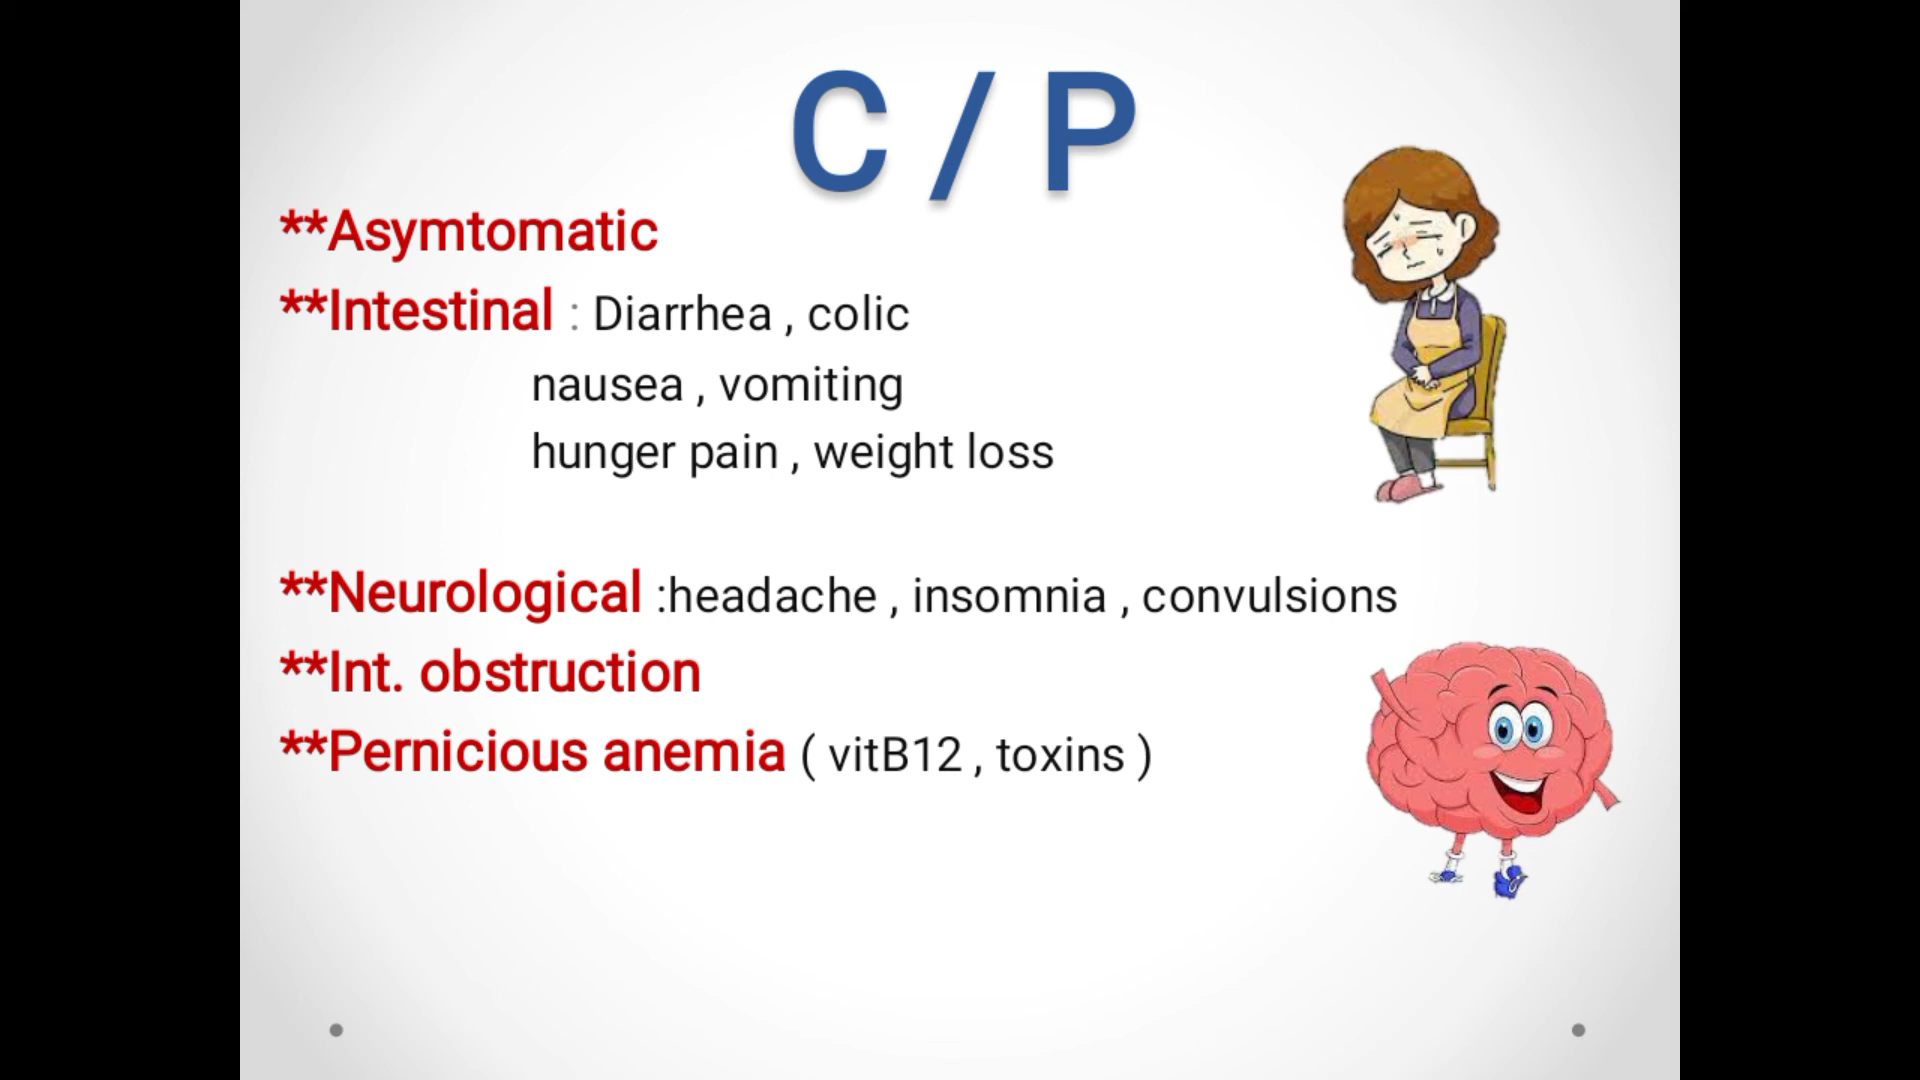 C / P
**Asymtomatic
**Intestinal : Diarrhea , colic
nausea , vomiting
hunger pain , weight loss
**Neurological :headache , insomnia , convulsions
**Int. obstruction
**Pernicious anemia ( vitB12 , toxins )